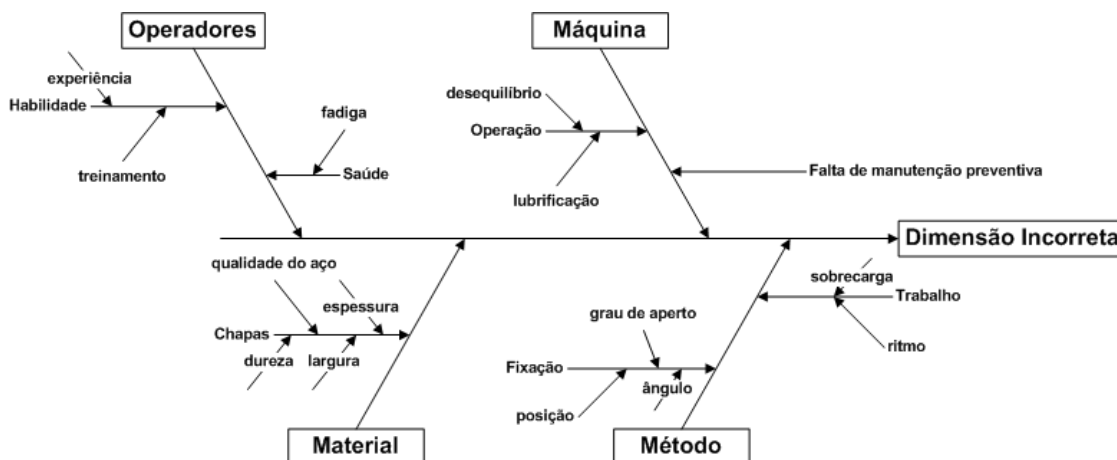 Operadores
Máquina
experiência
Habilidade
fadiga
treinamento
Saúde
desequilíbrio
Operação
lubrificação
Falta de manutenção preventiva
Dimensão Incorreta
qualidade do aço
espessura
Chapas
dureza
largura
Material
sobrecarga
Trabalho
ritmo
grau de aperto
Fixação
ângulo
posição
Método